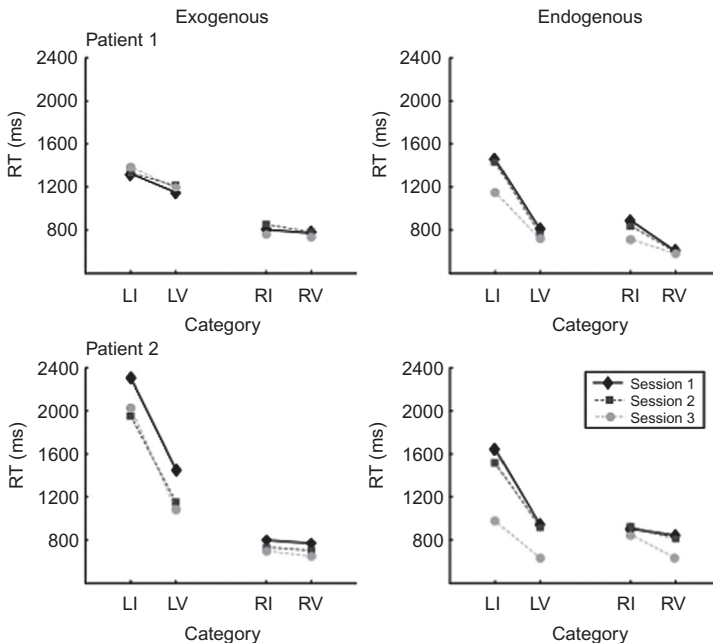 Exogenous
Endogenous
Patient 1
2400
2000
1600
1200
800
RT (ms)
LI LV RI RV
Category
2400
2000
1600
1200
800
RT (ms)
LI LV RI RV
Category
Patient 2
2400
2000
1600
1200
800
RT (ms)
LI LV RI RV
Category
2400
2000
1600
1200
800
RT (ms)
Session 1
Session 2
Session 3
LI LV RI RV
Category